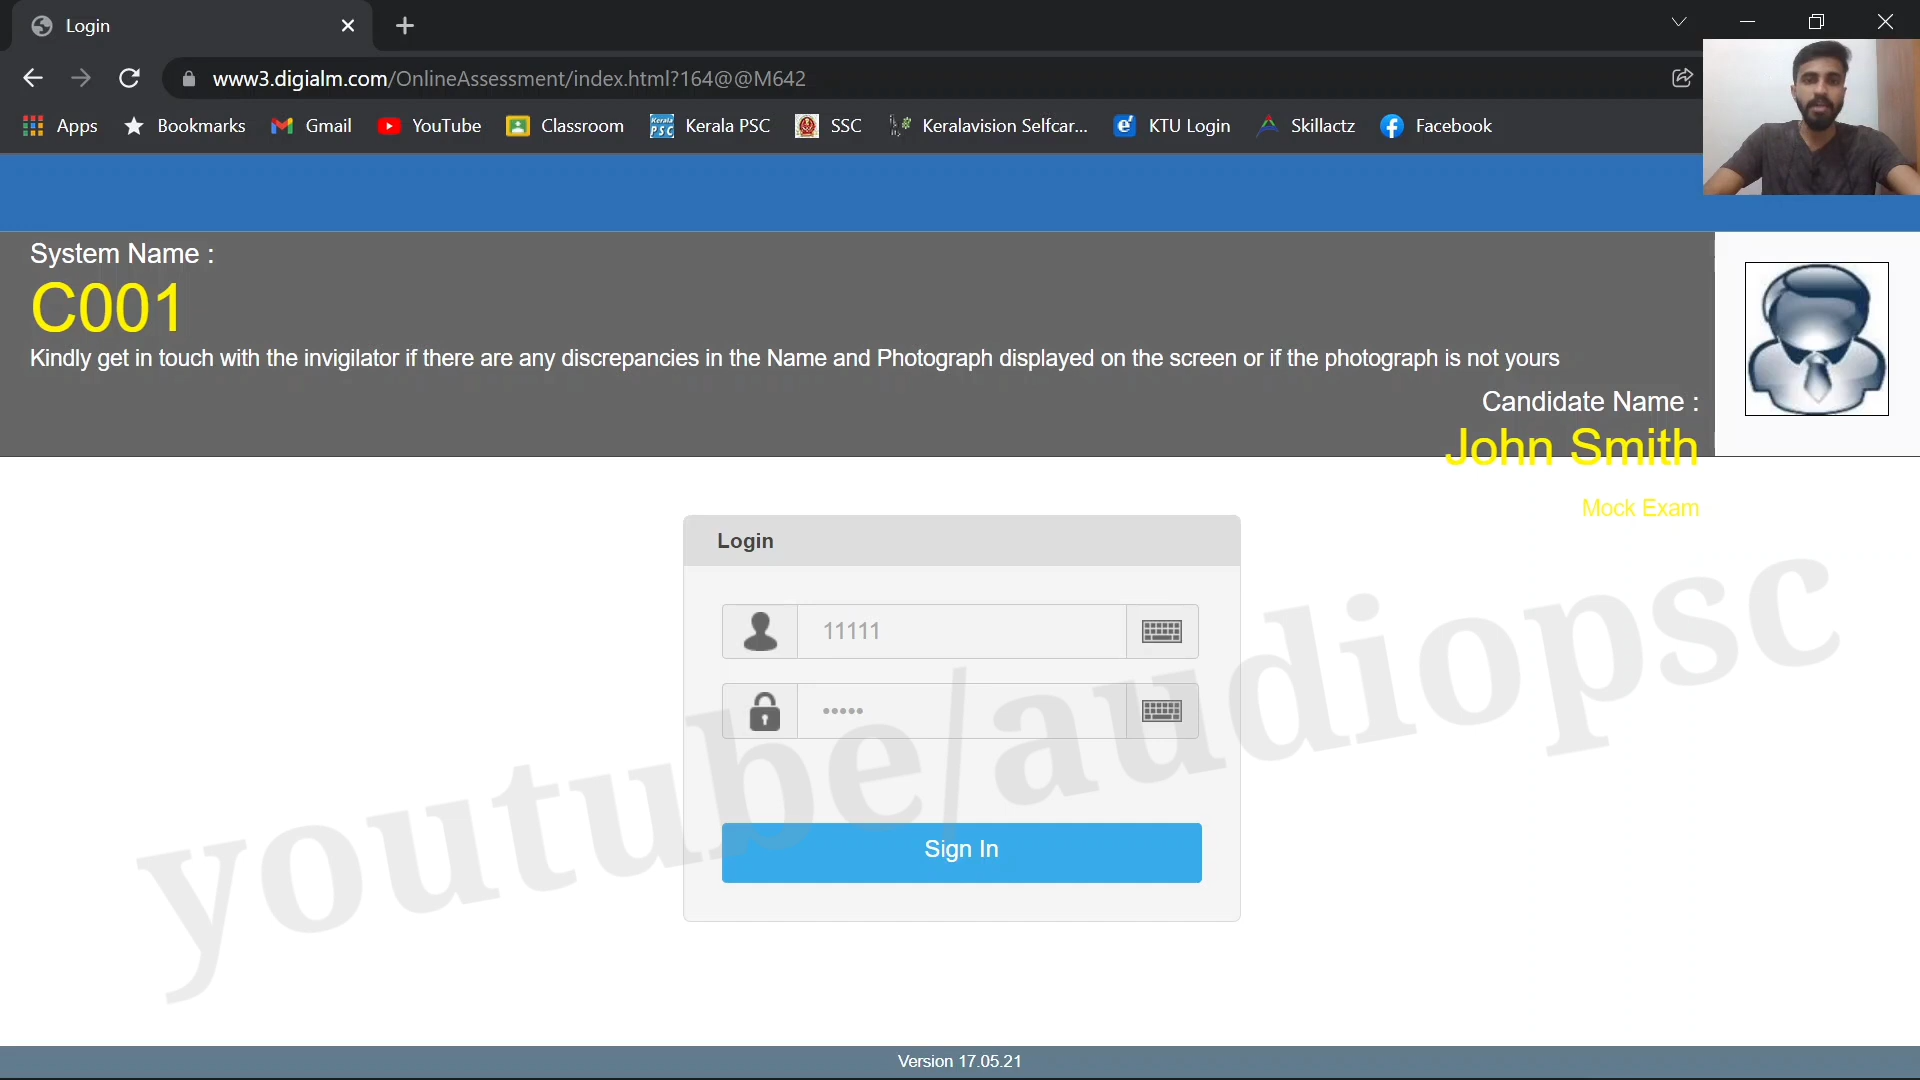 Login
www3.digialm.com/OnlineAssessment/index.html?164@@M642
Apps Bookmarks Gmail YouTube Classroom Kerala PSC Kerala PSC SSC Keralavision Selfcar... KTU Login Skillactz Facebook
System Name :
C001
Kindly get in touch with the invigilator if there are any discrepancies in the Name and Photograph displayed on the screen or if the photograph is not yours
Candidate Name :
John Smith
Mock Exam
Login
11111
•••••
Sign In
youtube/audiopsc
Version 17.05.21